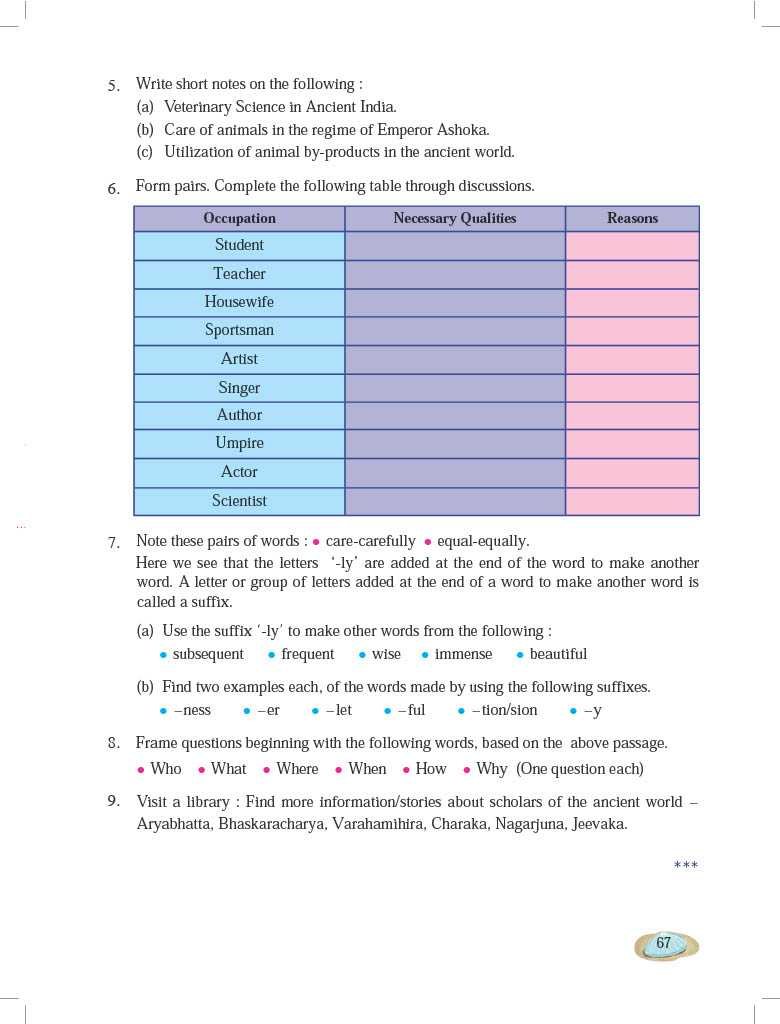 5. Write short notes on the following :
(a) Veterinary Science in Ancient India.
(b) Care of animals in the regime of Emperor Ashoka.
(c) Utilization of animal by-products in the ancient world.
6. Form pairs. Complete the following table through discussions.
Occupation Necessary Qualities Reasons
Student
Teacher
Housewife
Sportsman
Artist
Singer
Author
Umpire
Actor
Scientist
7. Note these pairs of words : • care-carefully • equal-equally.
Here we see that the letters '-ly' are added at the end of the word to make another
word. A letter or group of letters added at the end of a word to make another word is
called a suffix.
(a) Use the suffix '-ly' to make other words from the following :
• subsequent • frequent • wise • immense • beautiful
(b) Find two examples each, of the words made by using the following suffixes.
• –ness • –er • –let • –ful • –tion/sion • –y
8. Frame questions beginning with the following words, based on the above passage.
• Who • What • Where • When • How • Why (One question each)
9. Visit a library : Find more information/stories about scholars of the ancient world –
Aryabhatta, Bhaskaracharya, Varahamihira, Charaka, Nagarjuna, Jeevaka.
***
67